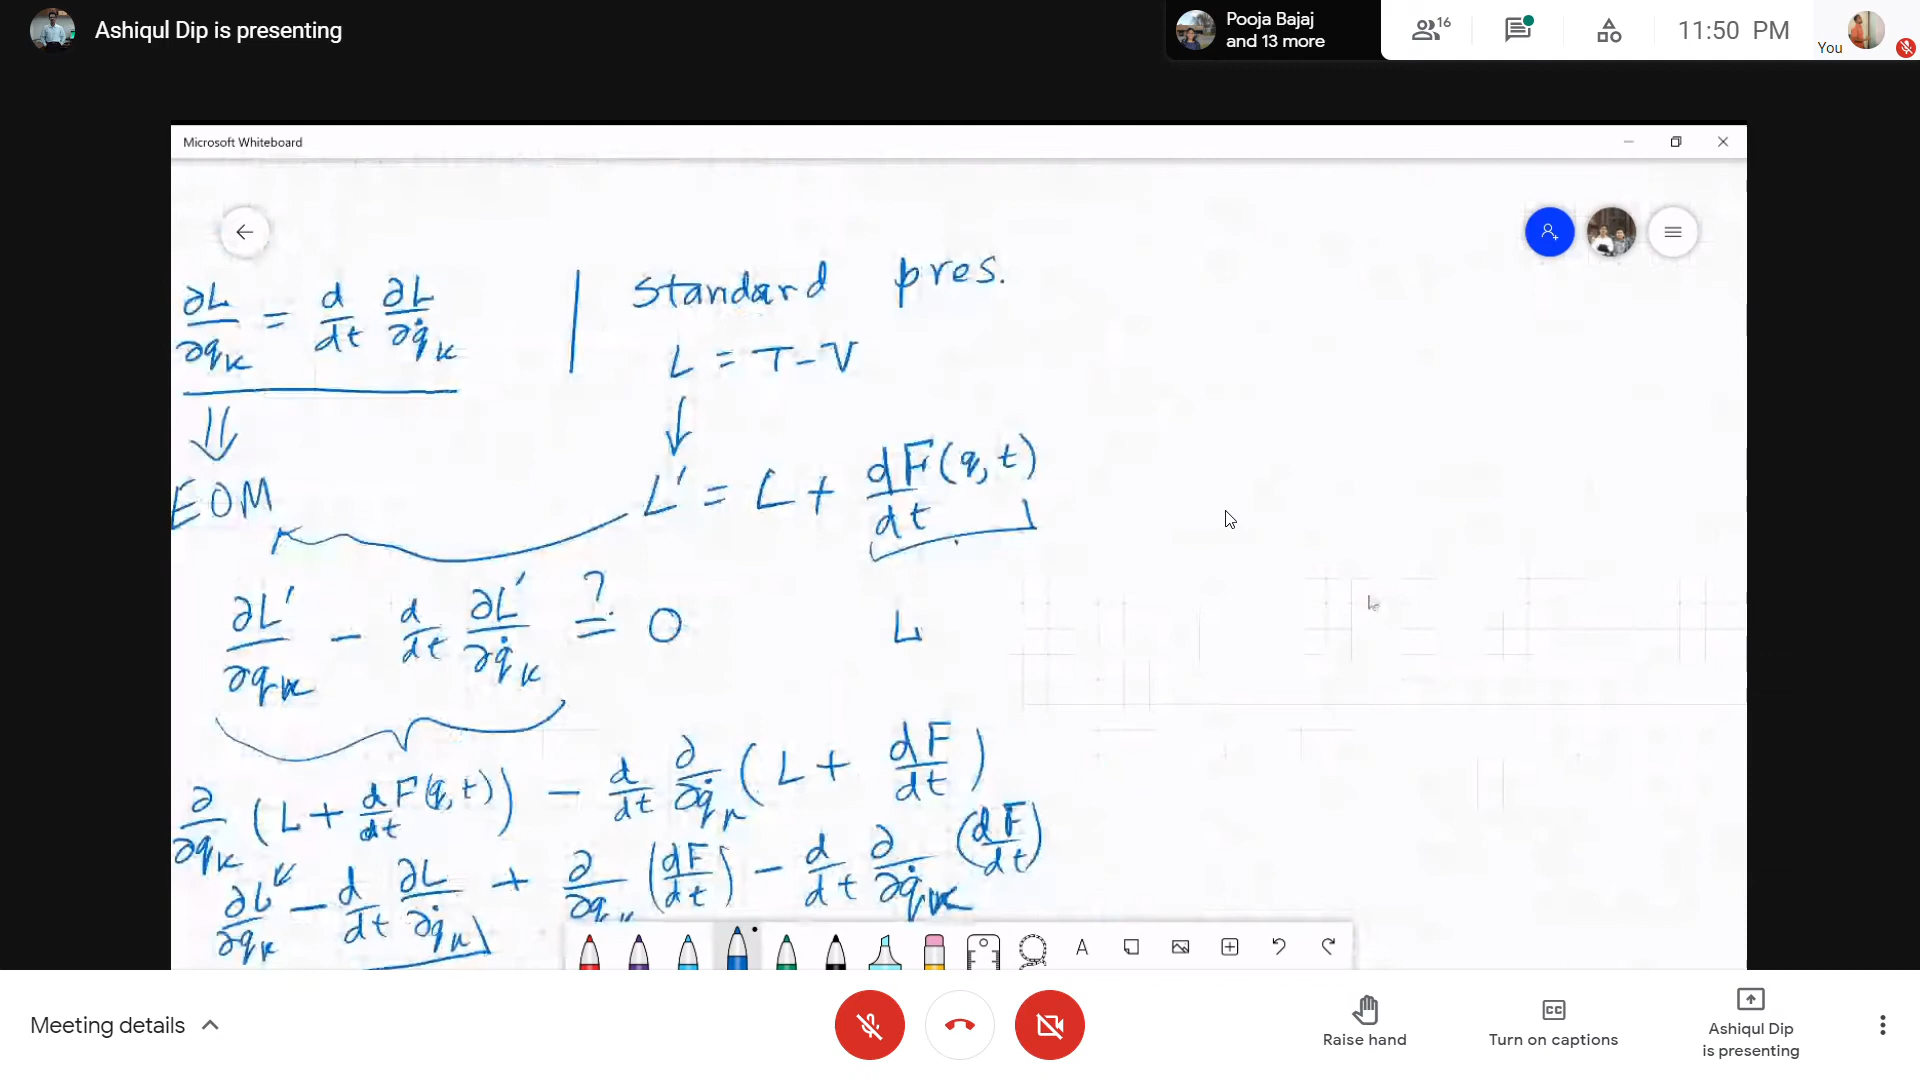 Ashiqul Dip is presenting
Pooja Bajaj
and 13 more
16
11:50 PM
You
Microsoft Whiteboard
∂L/∂q_k = d/dt ∂L/∂q̇_k
standard pres.
L = T - V
⇓
↓
EOM
L' = L + dF(q,t)/dt
∂L'/∂q_k - d/dt ∂L'/∂q̇_k ≟ 0
L
∂/∂q_k (L + d/dt F(q,t)) - d/dt ∂/∂q̇_k (L + dF/dt)
∂L/∂q_k - d/dt ∂L/∂q̇_k + ∂/∂q_k (dF/dt) - d/dt ∂/∂q̇_k (dF/dt)
A
Meeting details
Raise hand
CC
Turn on captions
Ashiqul Dip
is presenting